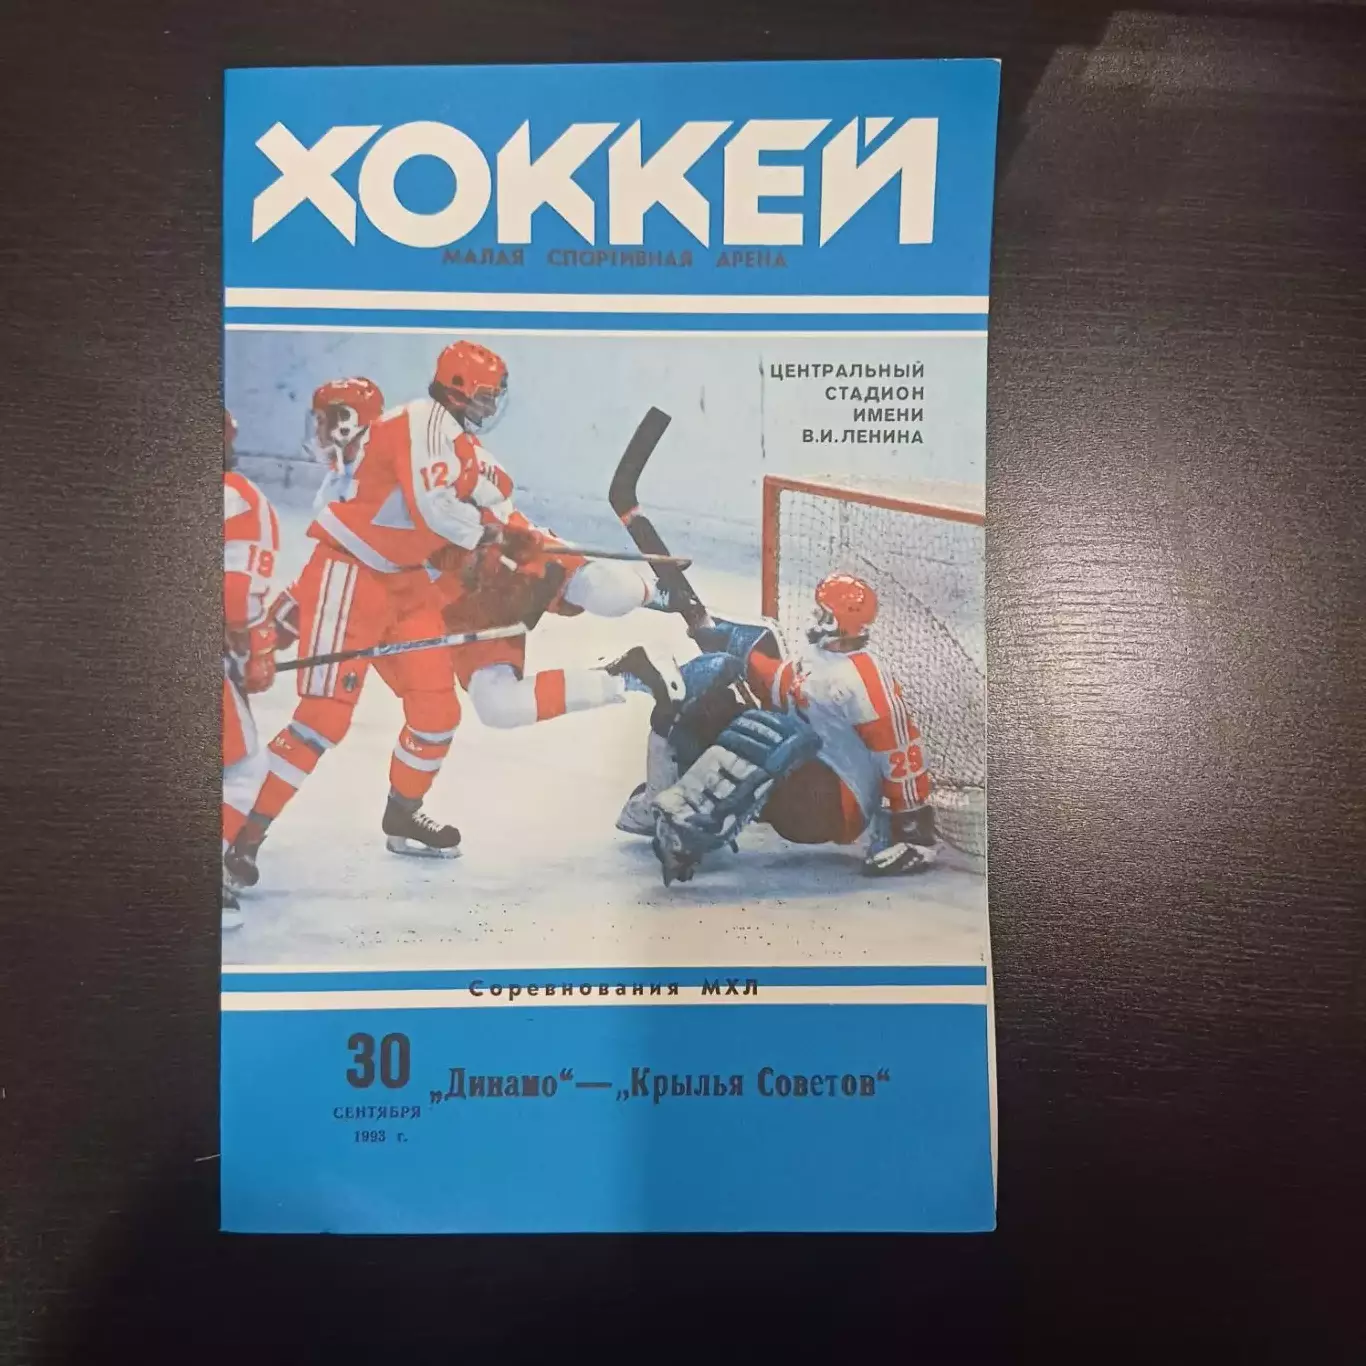 ХОККЕЙ
МАЛАЯ СПОРТИВНАЯ АРЕНА
ЦЕНТРАЛЬНЫЙ
СТАДИОН
ИМЕНИ
В.И.ЛЕНИНА
12
18
29
Соревнования МХЛ
30
СЕНТЯБРЯ
1993 г.
„Динамо“—„Крылья Советов“